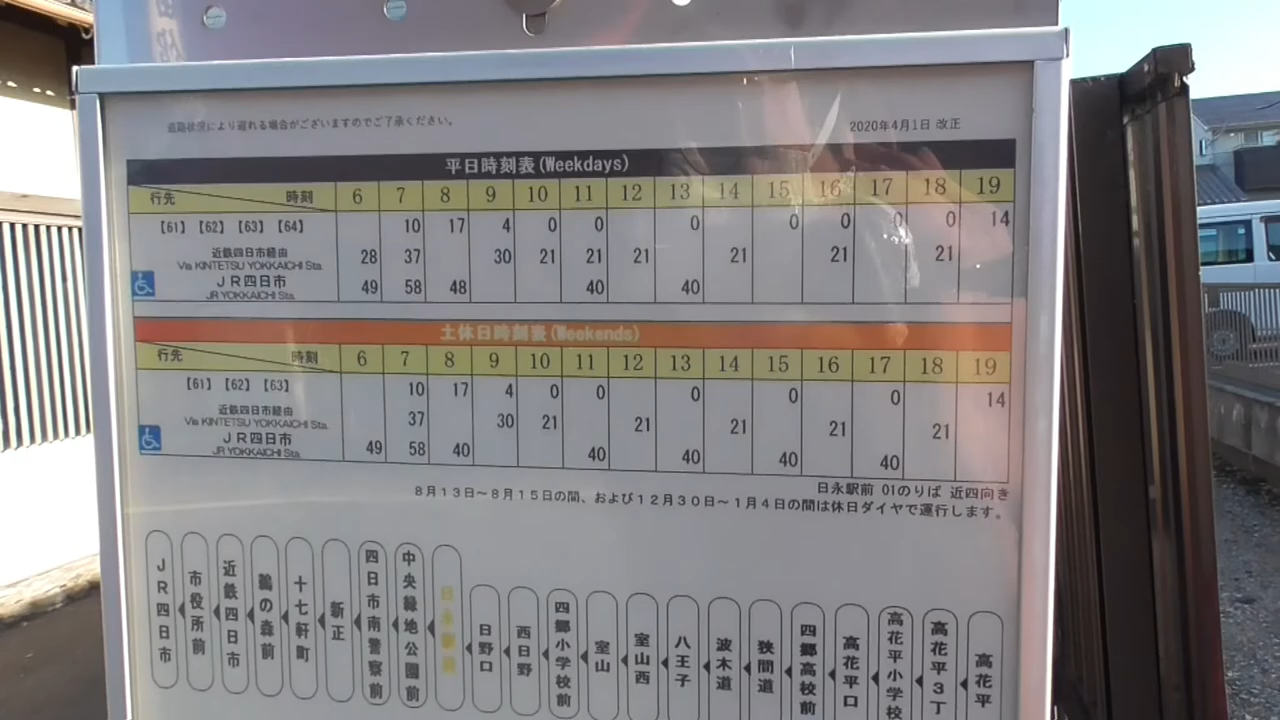 道路状況により遅れる場合がございますのでご了承ください。
2020年4月1日 改正
平日時刻表(Weekdays)
行先 時刻 6 7 8 9 10 11 12 13 14 15 16 17 18 19
【61】【62】【63】【64】 10 17 4 0 0 0 0 0 0 0 14
近鉄四日市経由 28 37 30 21 21 21 21 21 21
Via KINTETSU YOKKAICHI Sta.
JR四日市 49 58 48 40 40
JR YOKKAICHI Sta.
土休日時刻表(Weekends)
行先 時刻 6 7 8 9 10 11 12 13 14 15 16 17 18 19
【61】【62】【63】 10 17 4 0 0 0 0 0 14
近鉄四日市経由 37 30 21 21 21 21 21
Via KINTETSU YOKKAICHI Sta.
JR四日市 49 58 40 40 40 40 40
JR YOKKAICHI Sta.
日永駅前 01のりば 近四向き
8月13日～8月15日の間、および12月30日～1月4日の間は休日ダイヤで運行します。
JR四日市
市役所前
近鉄四日市
鵜の森前
十七軒町
新正
四日市南警察前
中央緑地公園前
日永駅前
日野口
西日野
四郷小学校前
室山
室山西
八王子
波木道
狭間道
四郷高校前
高花平口
高花平小学校
高花平3丁
高花平